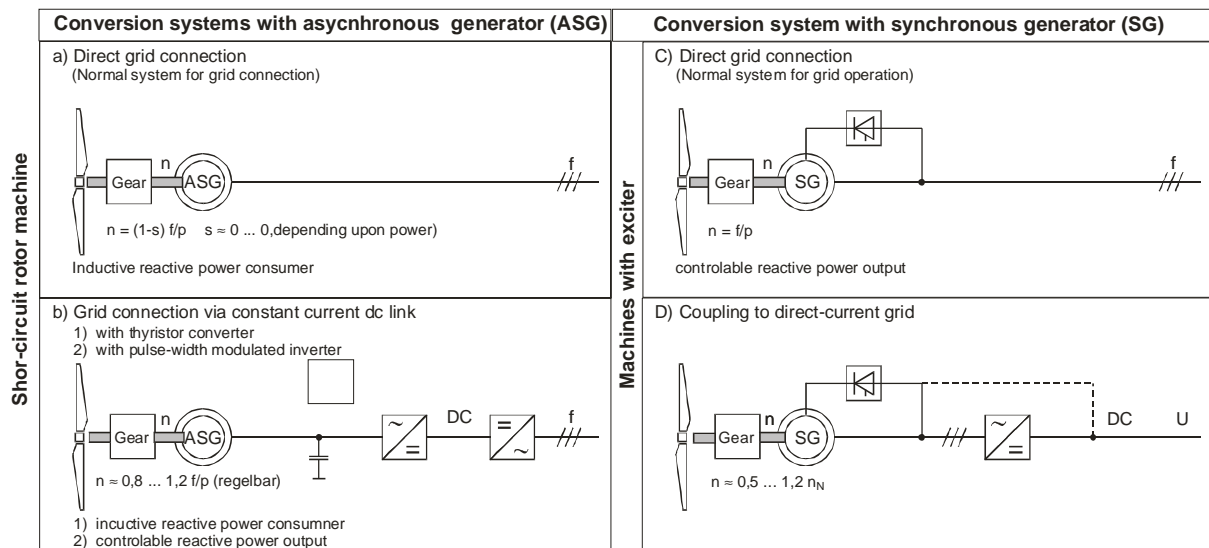 Conversion systems with asycnhronous generator (ASG)
Conversion system with synchronous generator (SG)
Shor-circuit rotor machine
a) Direct grid connection
(Normal system for grid connection)
Gear
n
ASG
f
n = (1-s) f/p s ≈ 0 ... 0,depending upon power)
Inductive reactive power consumer
b) Grid connection via constant current dc link
1) with thyristor converter
2) with pulse-width modulated inverter
Gear
n
ASG
~
=
DC
=
~
f
n ≈ 0,8 ... 1,2 f/p (regelbar)
1) incuctive reactive power consumner
2) controlable reactive power output
Machines with exciter
C) Direct grid connection
(Normal system for grid operation)
Gear
n
SG
f
n = f/p
controlable reactive power output
D) Coupling to direct-current grid
Gear
n
SG
~
=
DC
U
n ≈ 0,5 ... 1,2 nN